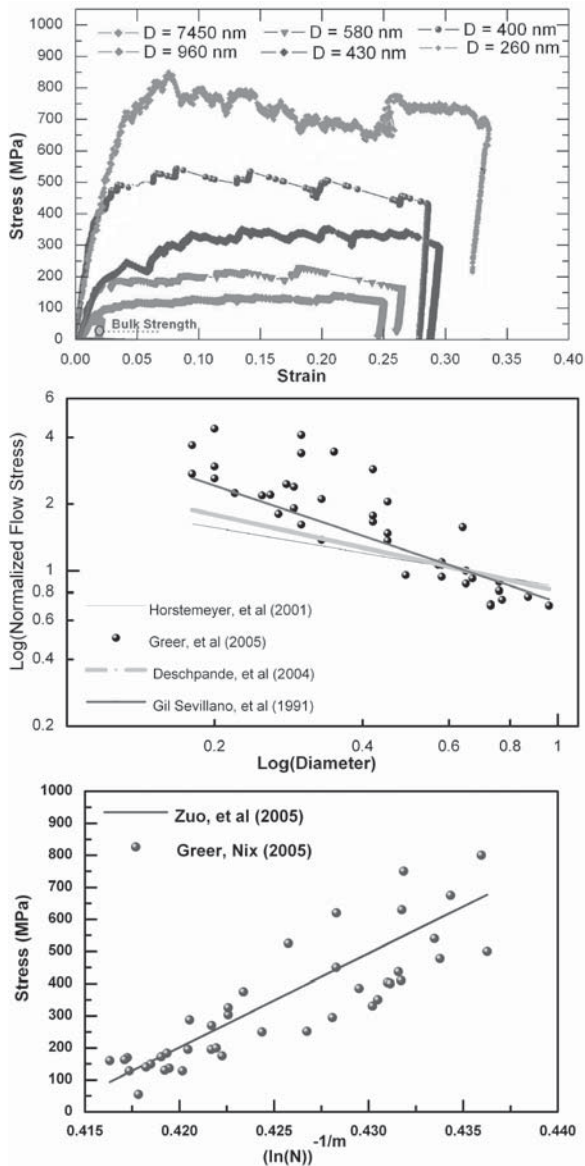 1000
900
800
700
600
500
400
300
200
100
0
Stress (MPa)
D = 7450 nm D = 580 nm D = 400 nm
D = 960 nm D = 430 nm D = 260 nm
Bulk Strength
0.00 0.05 0.10 0.15 0.20 0.25 0.30 0.35 0.40
Strain
6
4
2
1
0.8
0.6
0.4
0.2
Log(Normalized Flow Stress)
Horstemeyer, et al (2001)
Greer, et al (2005)
Deschpande, et al (2004)
Gil Sevillano, et al (1991)
0.2 0.4 0.6 0.8 1
Log(Diameter)
1000
900
800
700
600
500
400
300
200
100
0
Stress (MPa)
Zuo, et al (2005)
Greer, Nix (2005)
0.415 0.420 0.425 0.430 0.435 0.440
(ln(N)) -1/m